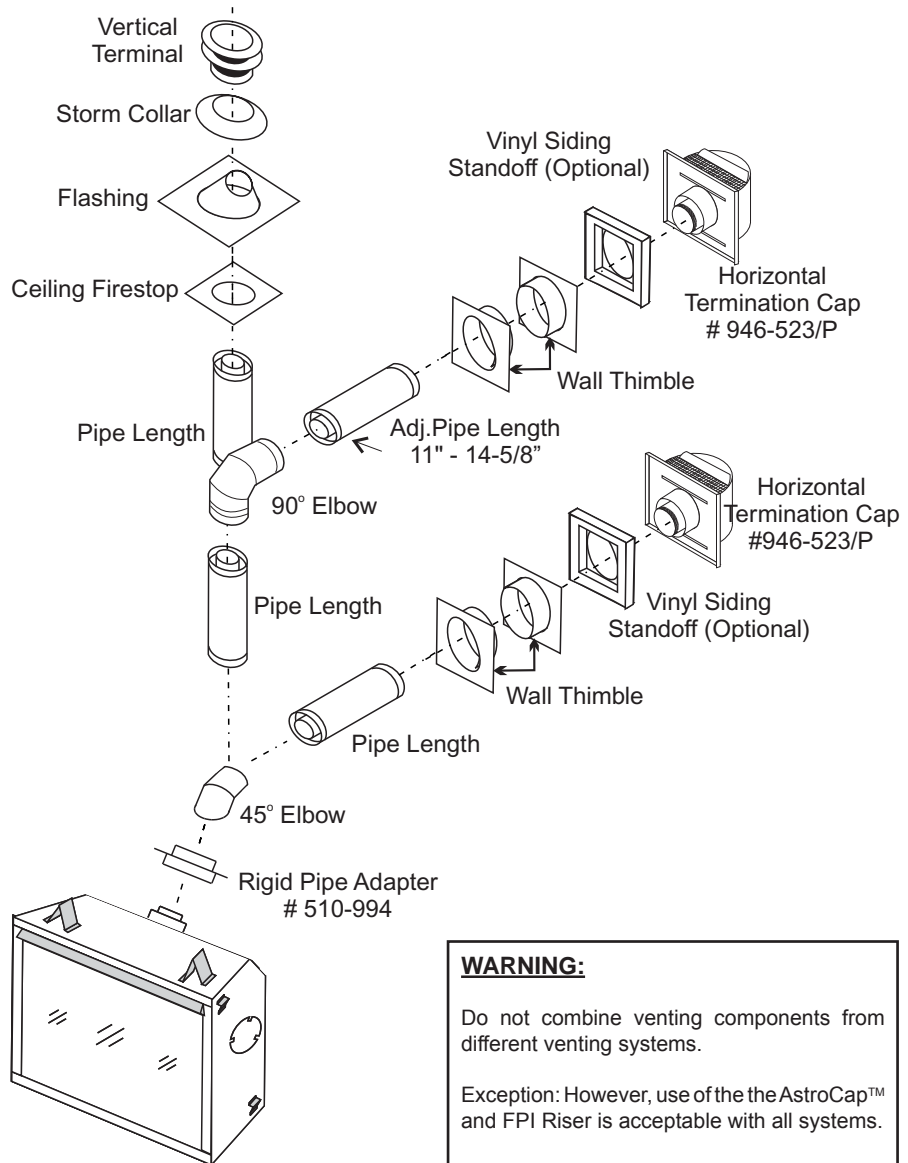 Vertical
Terminal
Storm Collar
Flashing
Ceiling Firestop
Pipe Length
90° Elbow
Adj.Pipe Length
11" - 14-5/8”
Wall Thimble
Vinyl Siding
Standoff (Optional)
Horizontal
Termination Cap
# 946-523/P
Pipe Length
Pipe Length
Wall Thimble
Vinyl Siding
Standoff (Optional)
Horizontal
Termination Cap
#946-523/P
45° Elbow
Rigid Pipe Adapter
# 510-994
WARNING:
Do not combine venting components from
different venting systems.
Exception: However, use of the the AstroCap™
and FPI Riser is acceptable with all systems.